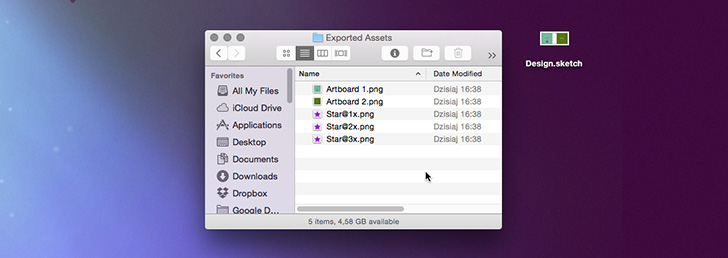 Exported Assets
Favorites
All My Files
iCloud Drive
Applications
Desktop
Documents
Downloads
Dropbox
Google D...
Name Date Modified
Artboard 1.png Dzisiaj 16:38
Artboard 2.png Dzisiaj 16:38
Star@1x.png Dzisiaj 16:38
Star@2x.png Dzisiaj 16:38
Star@3x.png Dzisiaj 16:38
5 items, 4,58 GB available
Design.sketch